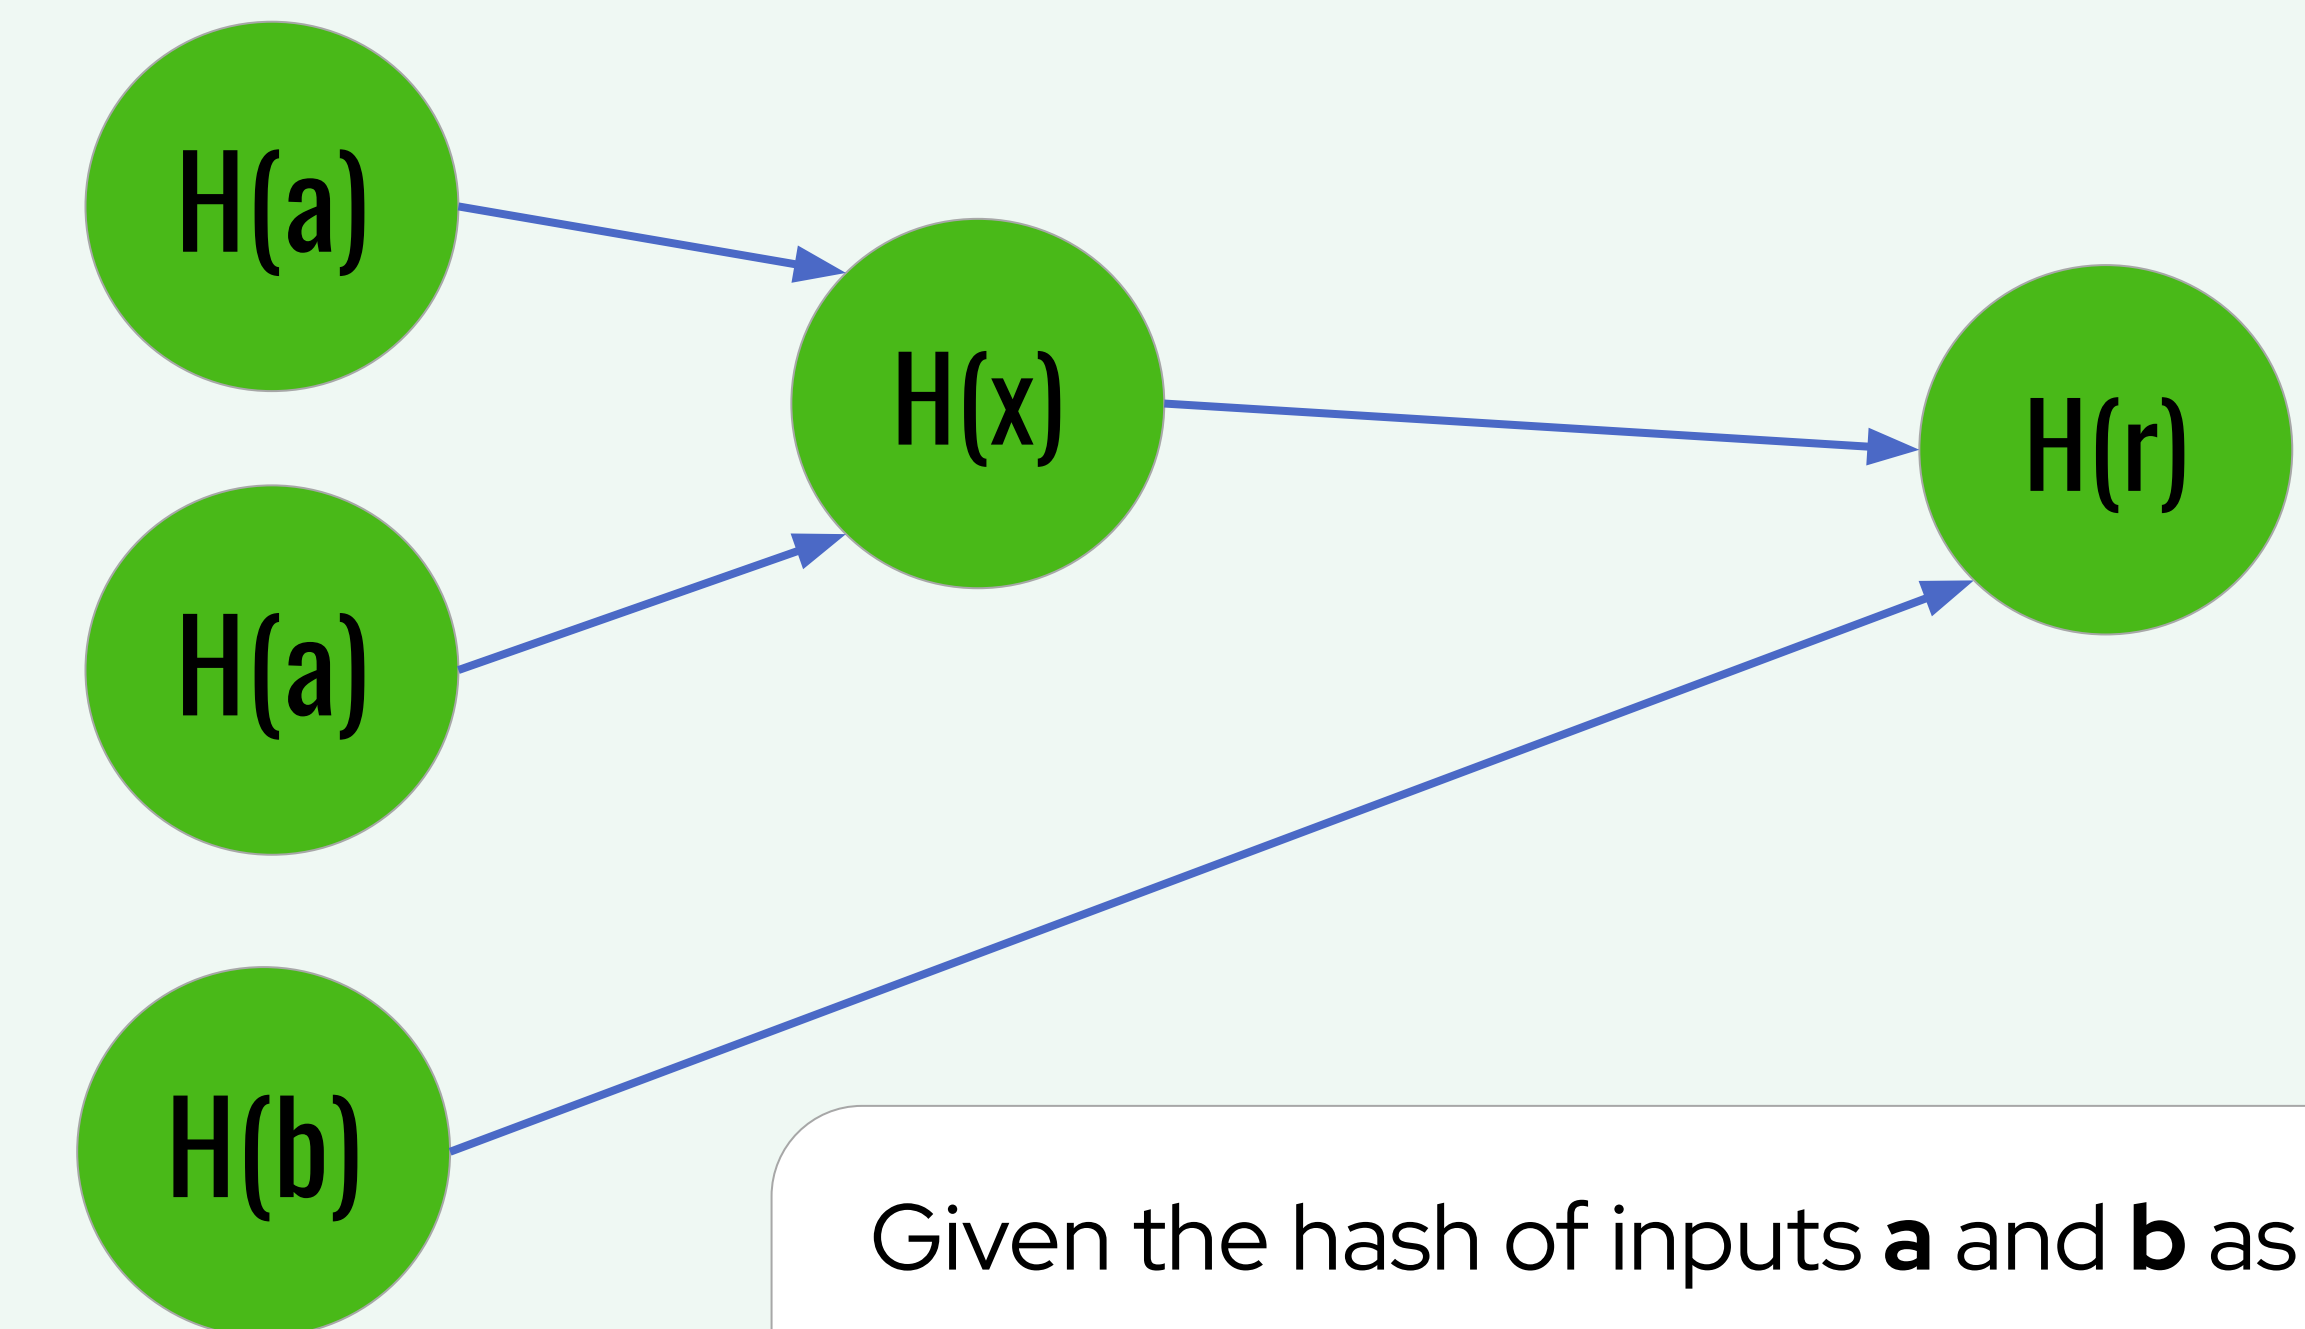 H(a)
H(x)
H(r)
H(a)
H(b)
Given the hash of inputs a and b as